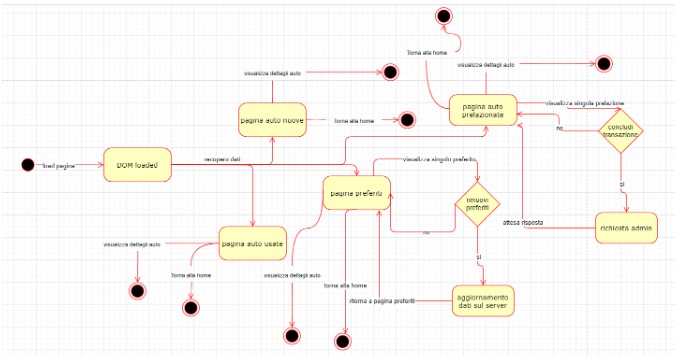 Torna alla home
visualizza dettagli auto
visualizza dettagli auto
pagina auto
prelazionate
visualizza singula prelazione
pagina auto nuove
Torna alla home
no
concludi
transazione
load pagine
DOM loaded
recupero dati
visualizza singulo preferito
si
pagina preferiti
rimuovi
preferiti
attesa risposta
richiesta admin
no
visualizza dettagli auto
pagina auto usate
si
Torna alla home
visualizza dettagli auto
torna alla home
ritorna a pagina preferiti
aggiornamento
dati sul server